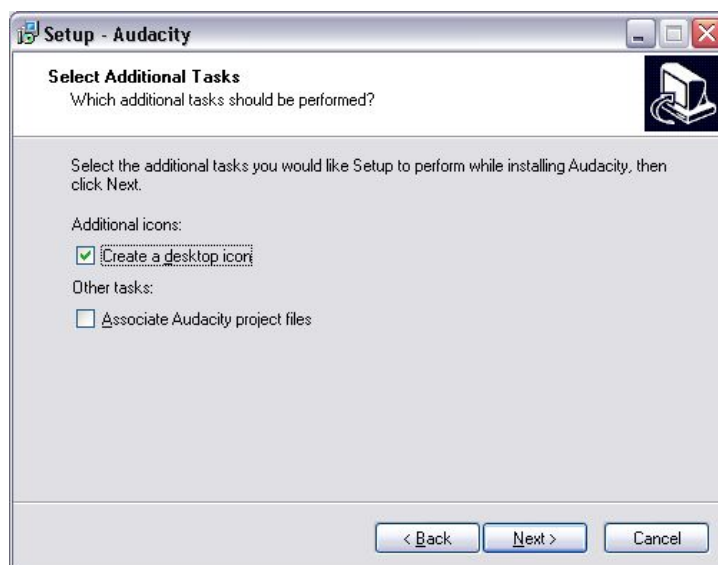 Setup - Audacity
Select Additional Tasks
Which additional tasks should be performed?
Select the additional tasks you would like Setup to perform while installing Audacity, then
click Next.
Additional icons:
Create a desktop icon
Other tasks:
Associate Audacity project files
< Back
Next >
Cancel